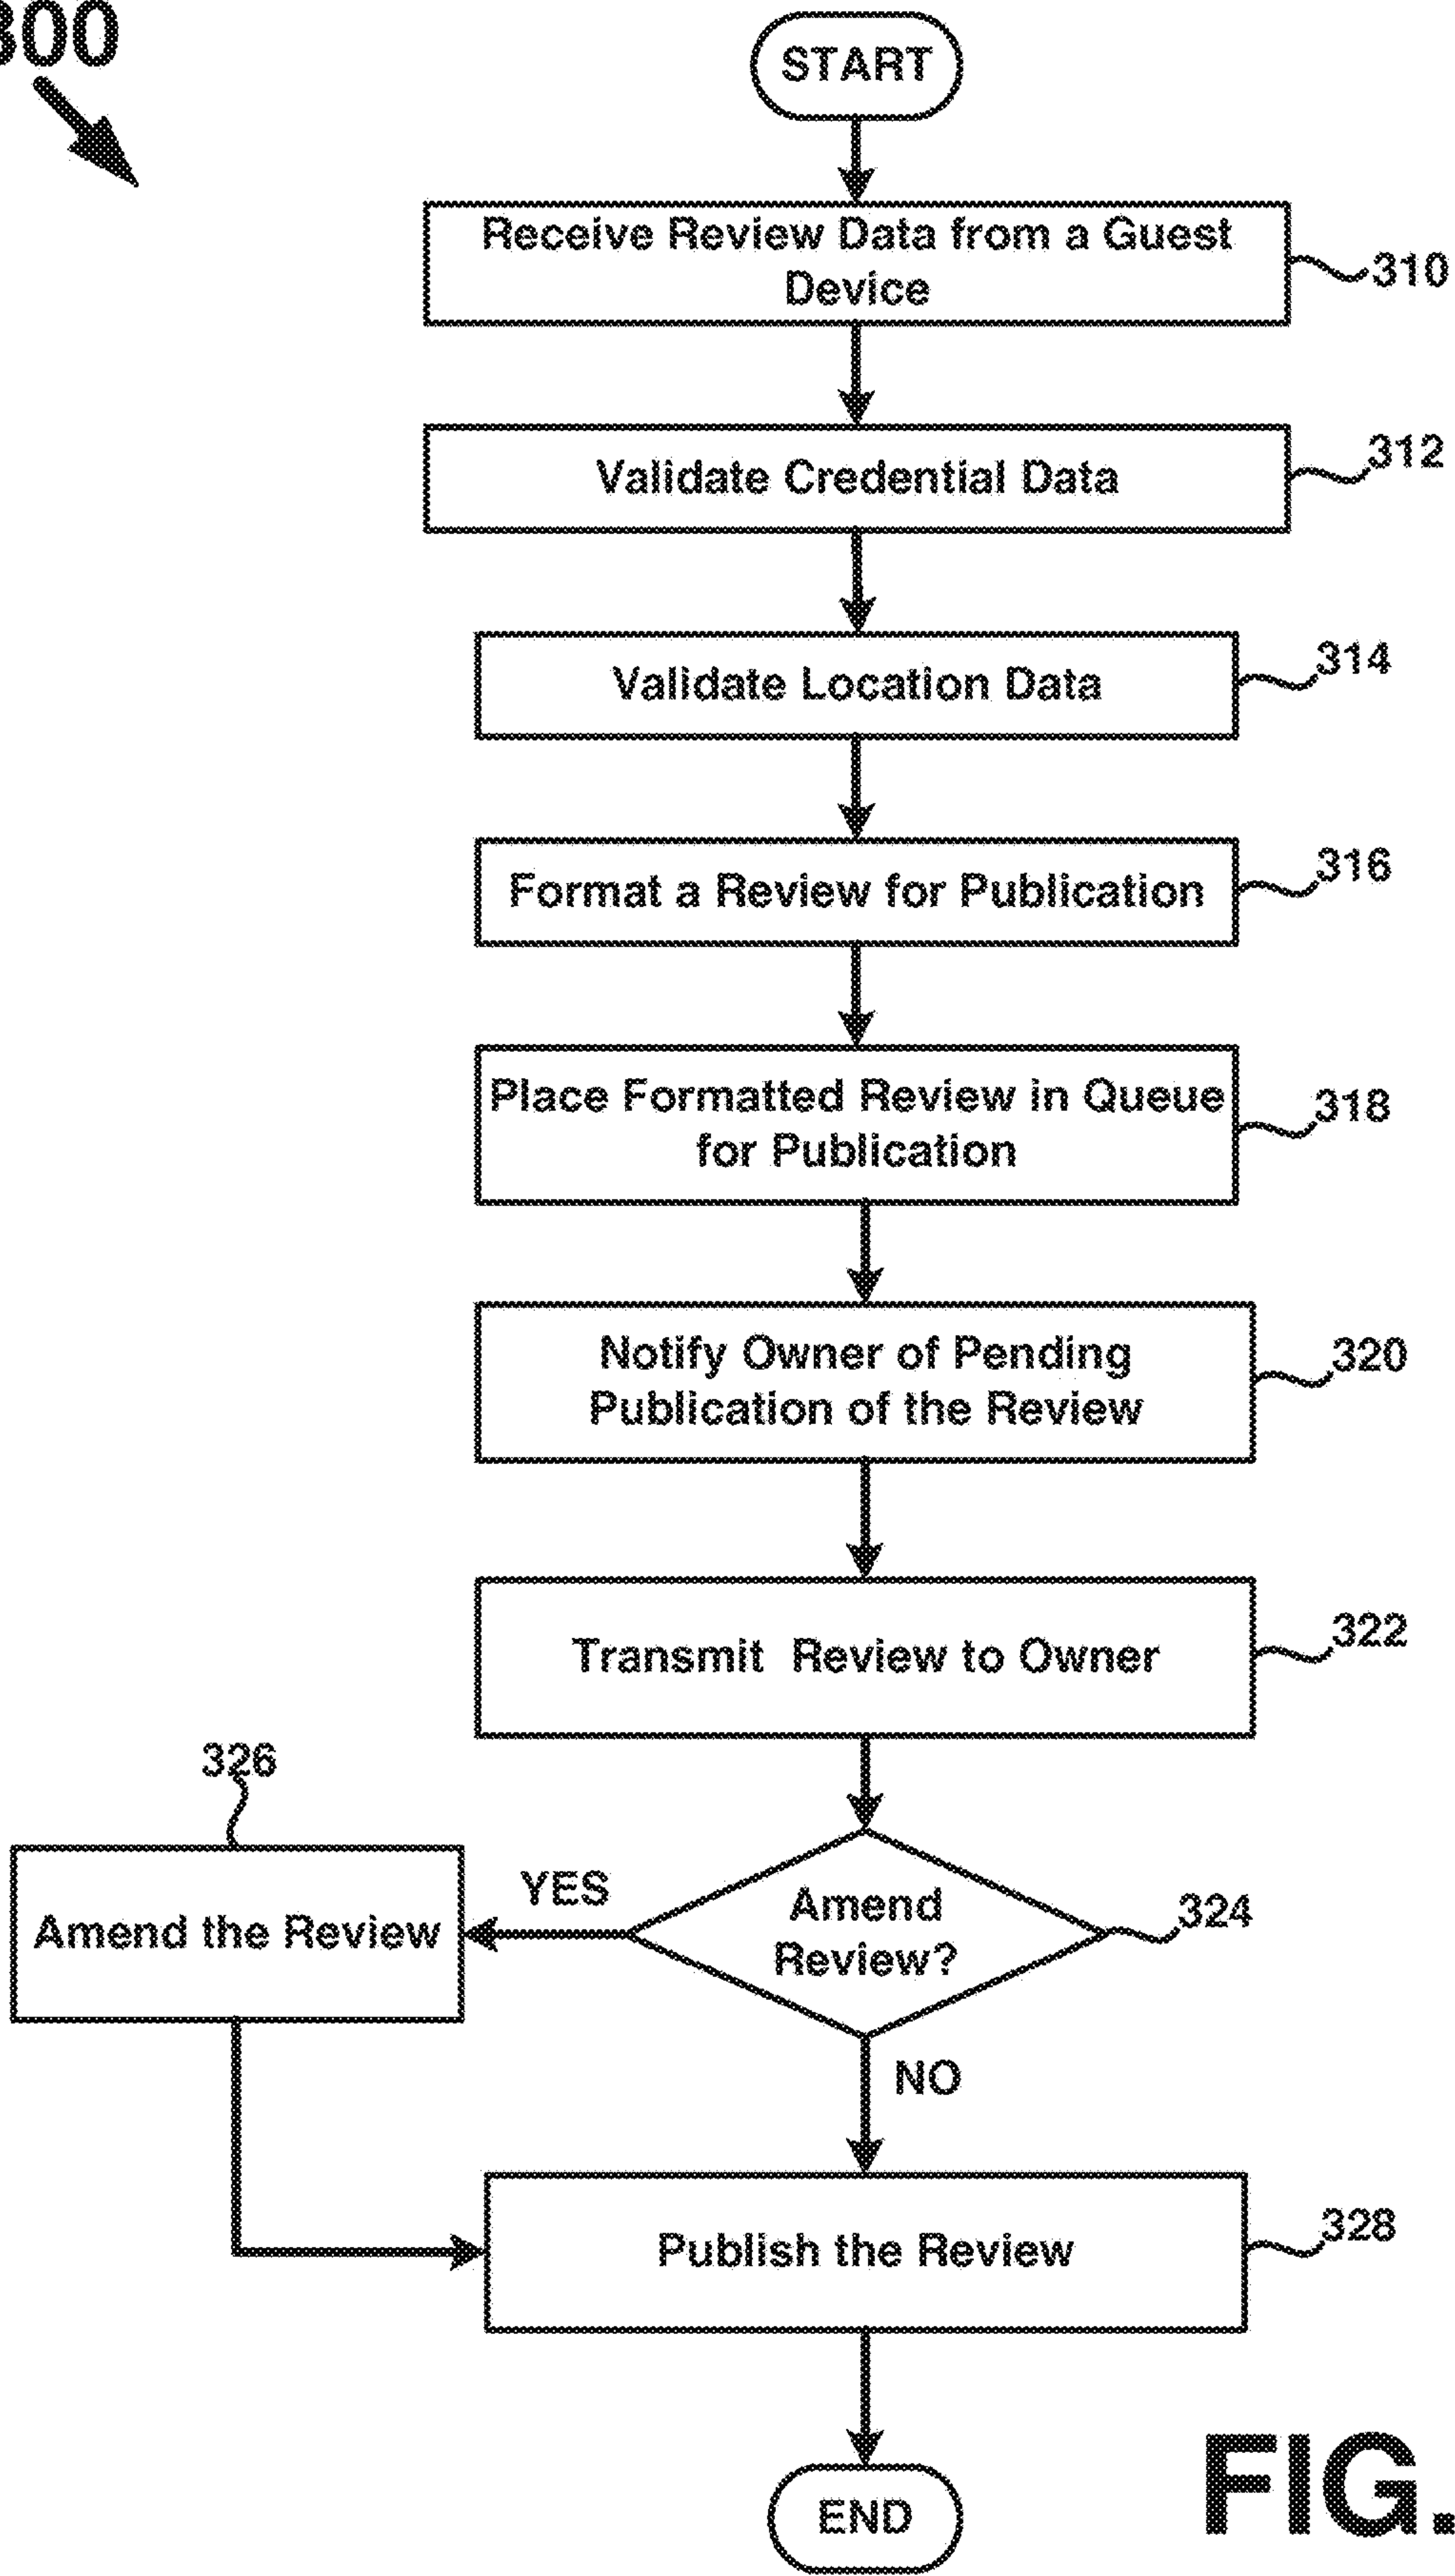 300
START
Receive Review Data from a Guest
Device
310
Validate Credential Data
312
Validate Location Data
314
Format a Review for Publication
316
Place Formatted Review in Queue
for Publication
318
Notify Owner of Pending
Publication of the Review
320
Transmit Review to Owner
322
326
Amend the Review
YES
Amend
Review?
324
NO
Publish the Review
328
END
FIG.